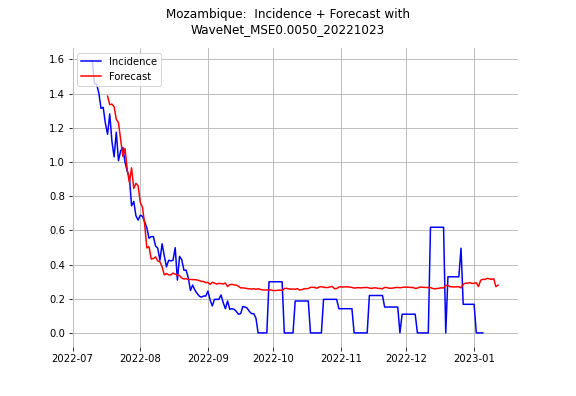 Mozambique:  Incidence + Forecast with
WaveNet_MSE0.0050_20221023
Incidence
Forecast
1.6
1.4
1.2
1.0
0.8
0.6
0.4
0.2
0.0
2022-07 2022-08 2022-09 2022-10 2022-11 2022-12 2023-01